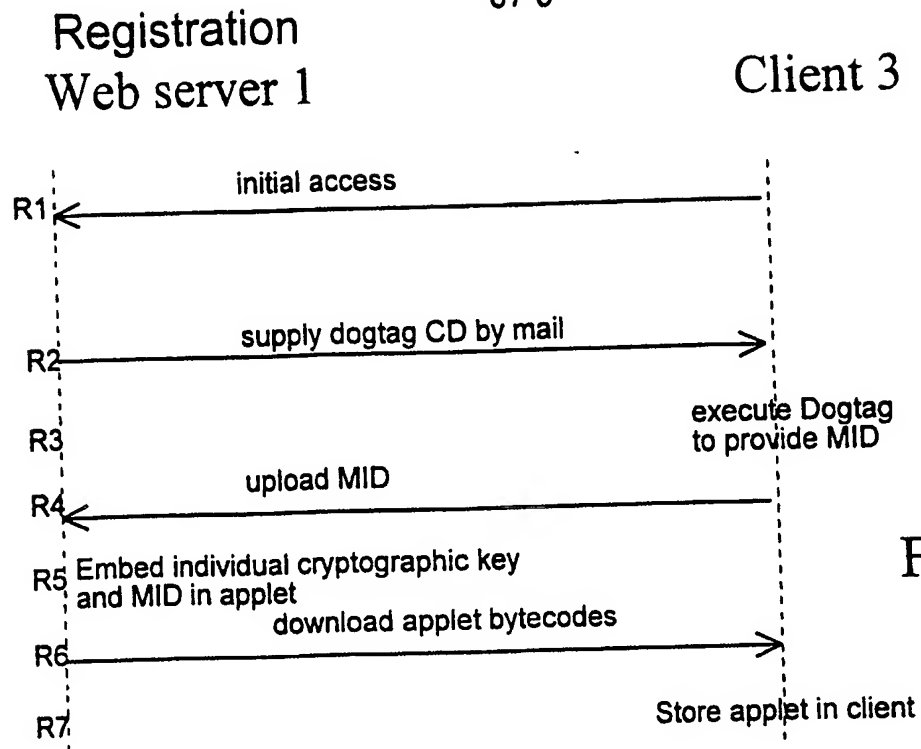 Registration
Web server 1
Client 3
R1
initial access
R2
supply dogtag CD by mail
R3
execute Dogtag
to provide MID
R4
upload MID
R5
Embed individual cryptographic key
and MID in applet
download applet bytecodes
R6
R7
Store applet in client